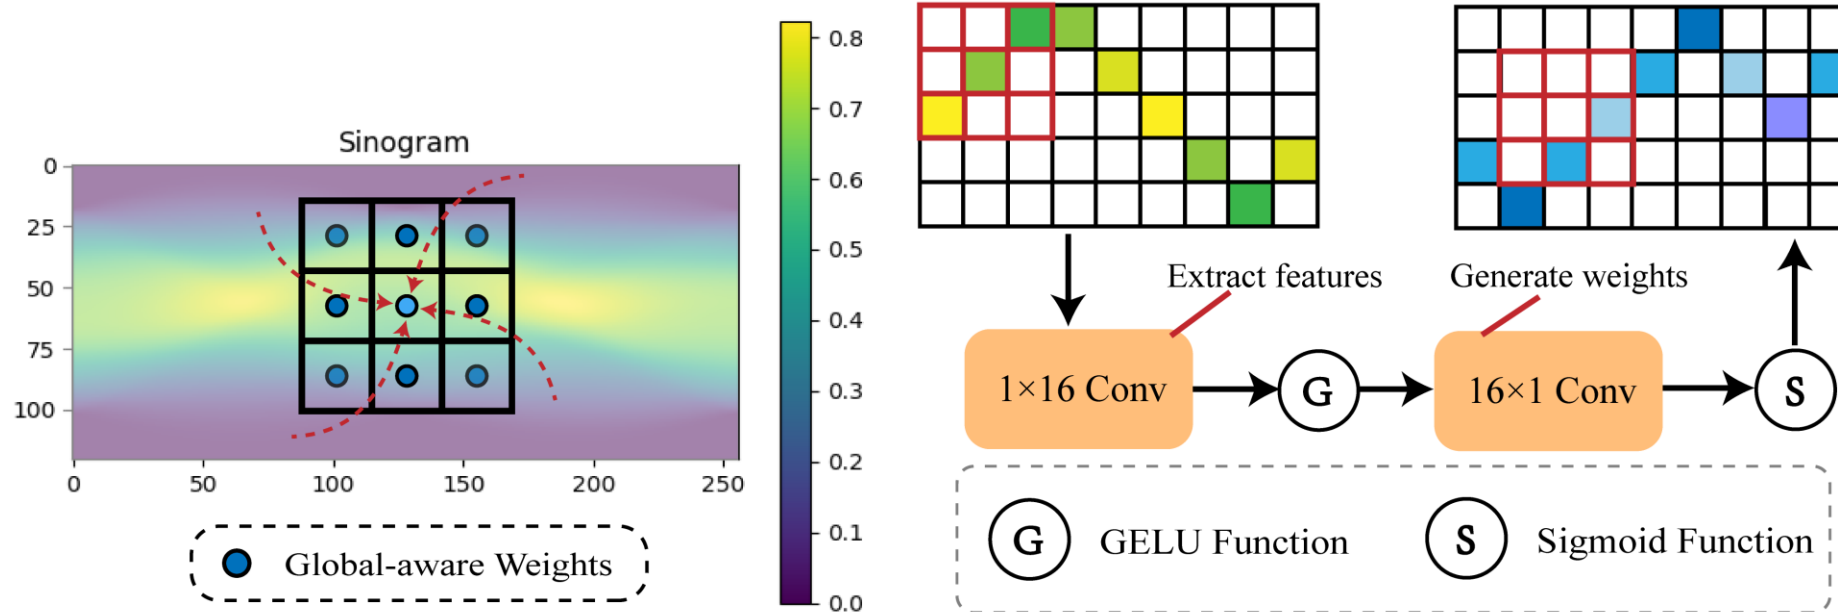 Sinogram
0
25
50
75
100
0 50 100 150 200 250
0.8
0.7
0.6
0.5
0.4
0.3
0.2
0.1
0.0
Global-aware Weights
Extract features
Generate weights
1×16 Conv
G
16×1 Conv
S
G GELU Function
S Sigmoid Function